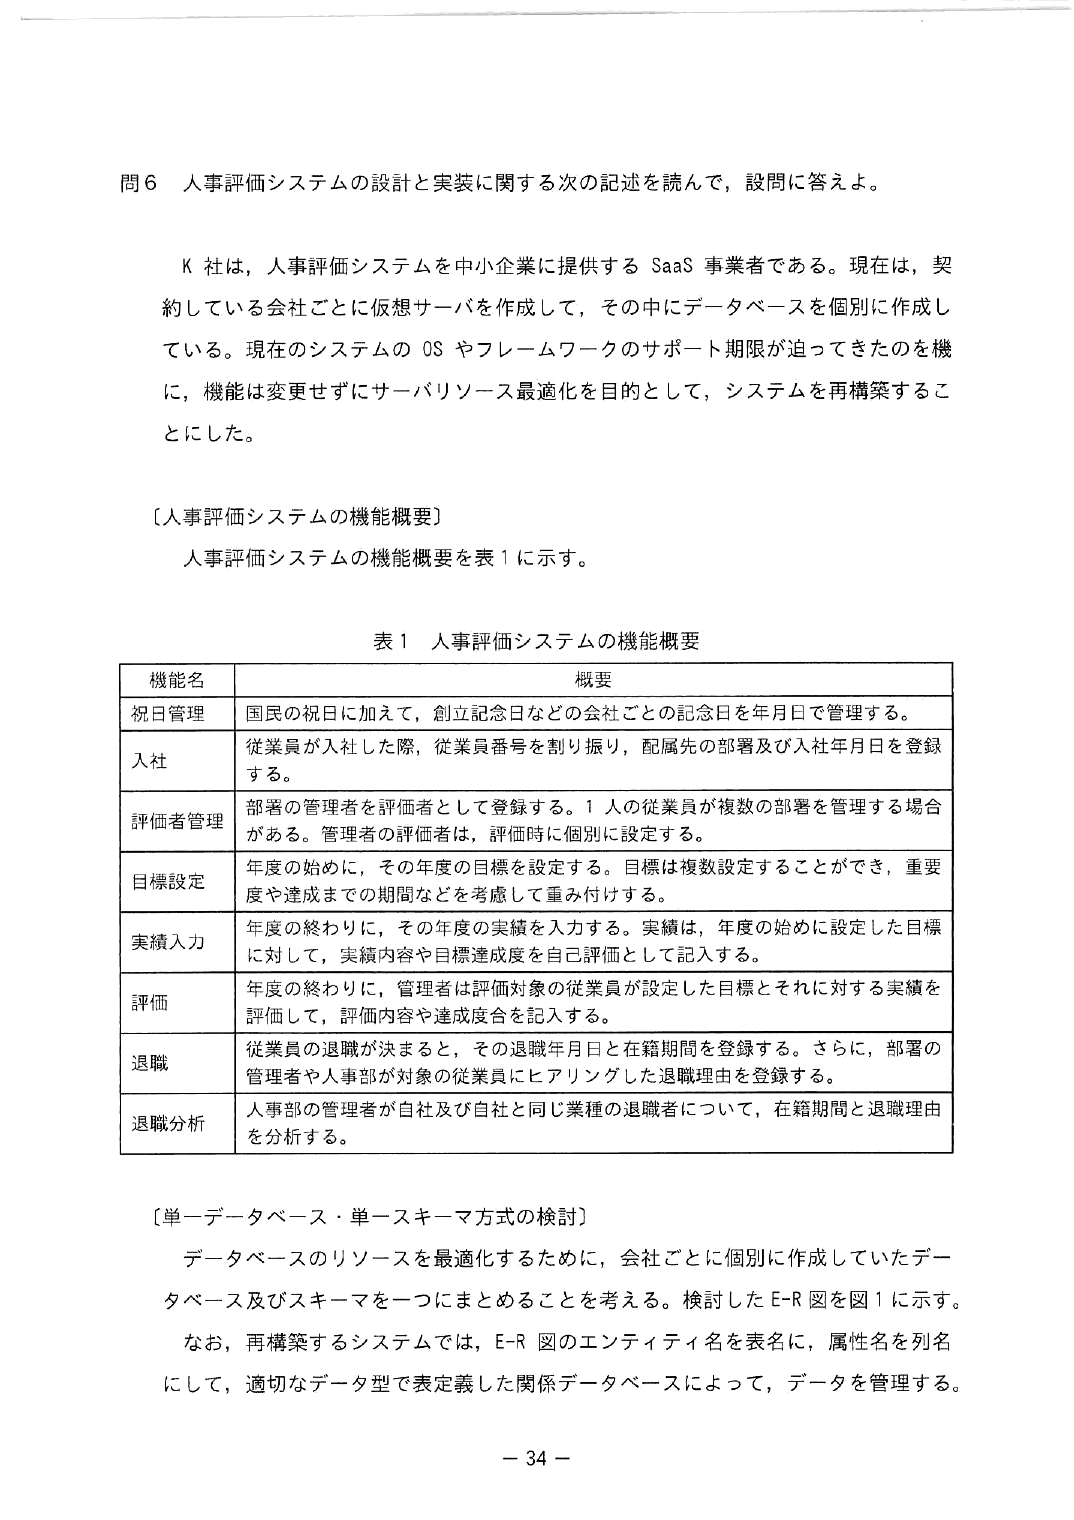 問6 人事評価システムの設計と実装に関する次の記述を読んで，設問に答えよ。
K 社は，人事評価システムを中小企業に提供する SaaS 事業者である。現在は，契
約している会社ごとに仮想サーバを作成して，その中にデータベースを個別に作成し
ている。現在のシステムの OS やフレームワークのサポート期限が迫ってきたのを機
に，機能は変更せずにサーバリソース最適化を目的として，システムを再構築するこ
とにした。
〔人事評価システムの機能概要〕
人事評価システムの機能概要を表1に示す。
表1 人事評価システムの機能概要
機能名 概要
祝日管理 国民の祝日に加えて，創立記念日などの会社ごとの記念日を年月日で管理する。
入社 従業員が入社した際，従業員番号を割り振り，配属先の部署及び入社年月日を登録
する。
評価者管理 部署の管理者を評価者として登録する。1 人の従業員が複数の部署を管理する場合
がある。管理者の評価者は，評価時に個別に設定する。
目標設定 年度の始めに，その年度の目標を設定する。目標は複数設定することができ，重要
度や達成までの期間などを考慮して重み付けする。
実績入力 年度の終わりに，その年度の実績を入力する。実績は，年度の始めに設定した目標
に対して，実績内容や目標達成度を自己評価として記入する。
評価 年度の終わりに，管理者は評価対象の従業員が設定した目標とそれに対する実績を
評価して，評価内容や達成度合を記入する。
退職 従業員の退職が決まると，その退職年月日と在籍期間を登録する。さらに，部署の
管理者や人事部が対象の従業員にヒアリングした退職理由を登録する。
退職分析 人事部の管理者が自社及び自社と同じ業種の退職者について，在籍期間と退職理由
を分析する。
〔単一データベース・単一スキーマ方式の検討〕
データベースのリソースを最適化するために，会社ごとに個別に作成していたデー
タベース及びスキーマを一つにまとめることを考える。検討した E-R 図を図1に示す。
なお，再構築するシステムでは，E-R 図のエンティティ名を表名に，属性名を列名
にして，適切なデータ型で表定義した関係データベースによって，データを管理する。
― 34 ―